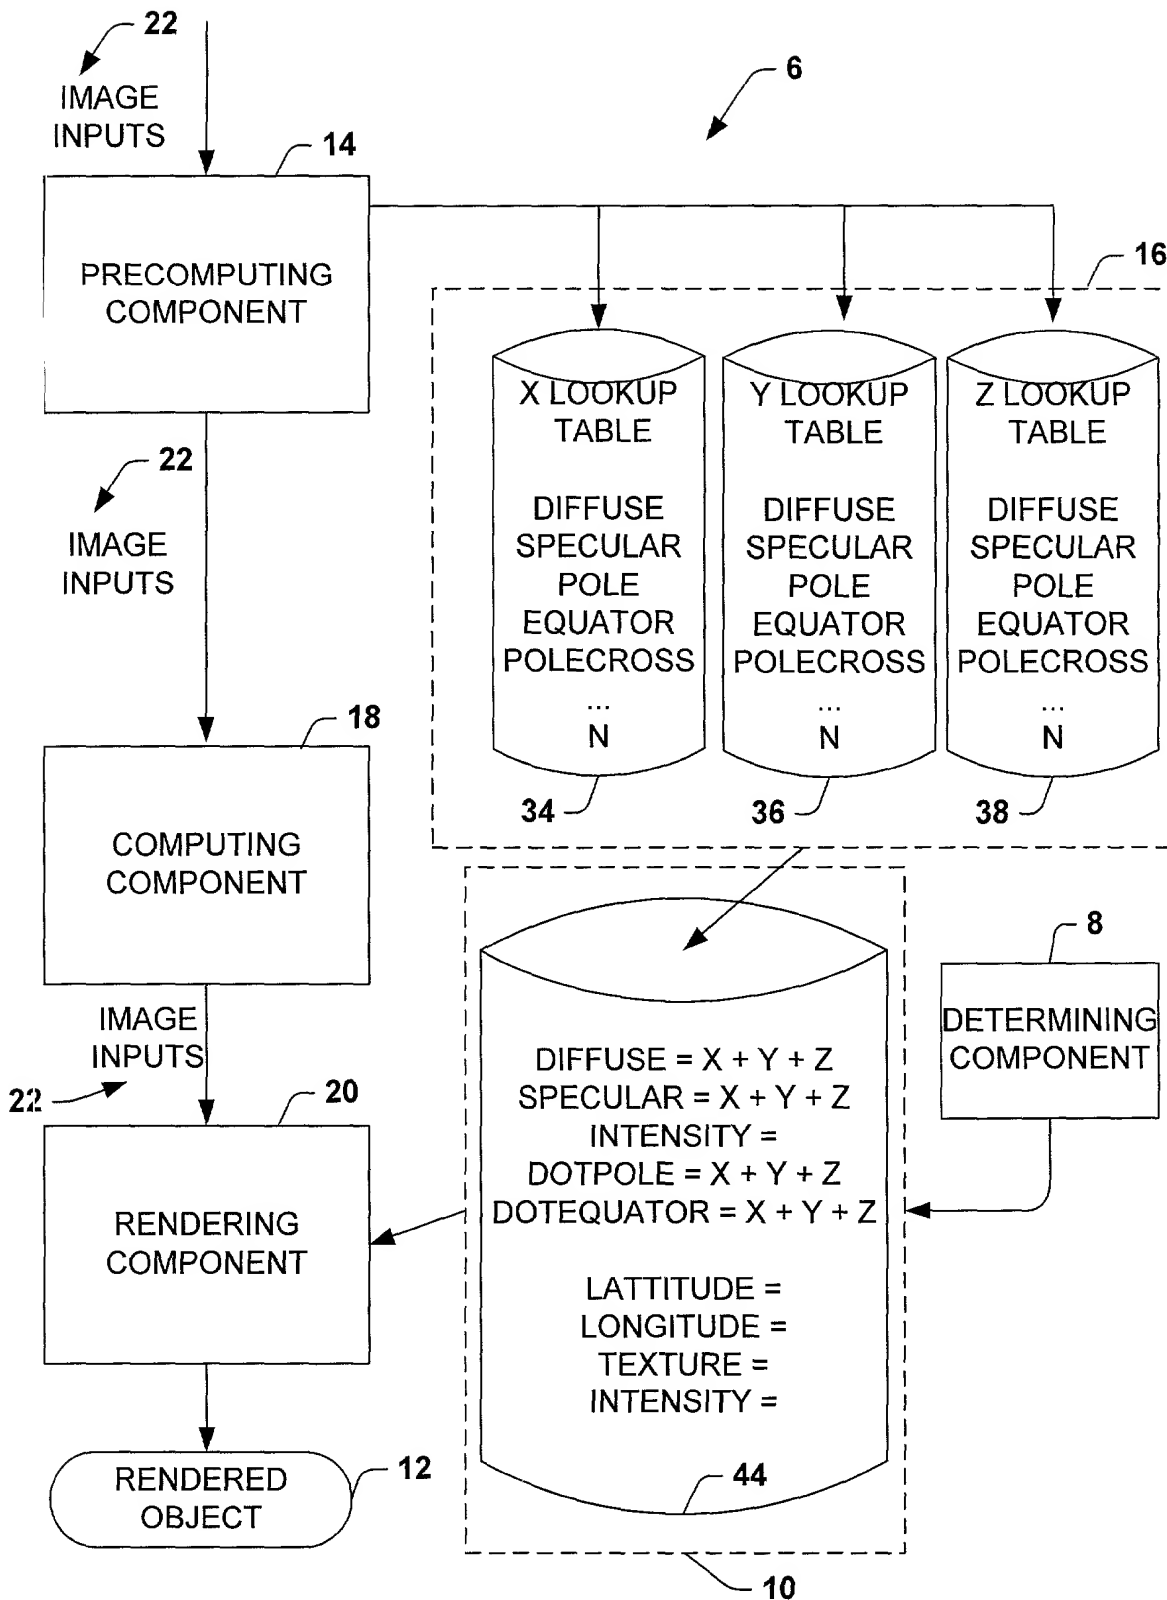 22
IMAGE
INPUTS
6
14
PRECOMPUTING
COMPONENT
16
X LOOKUP
TABLE
DIFFUSE
SPECULAR
POLE
EQUATOR
POLECROSS
...
N
34
Y LOOKUP
TABLE
DIFFUSE
SPECULAR
POLE
EQUATOR
POLECROSS
...
N
36
Z LOOKUP
TABLE
DIFFUSE
SPECULAR
POLE
EQUATOR
POLECROSS
...
N
38
22
IMAGE
INPUTS
18
COMPUTING
COMPONENT
IMAGE
INPUTS
22
20
RENDERING
COMPONENT
8
DETERMINING
COMPONENT
DIFFUSE = X + Y + Z
SPECULAR = X + Y + Z
INTENSITY =
DOTPOLE = X + Y + Z
DOTEQUATOR = X + Y + Z
LATTITUDE =
LONGITUDE =
TEXTURE =
INTENSITY =
44
10
RENDERED
OBJECT
12